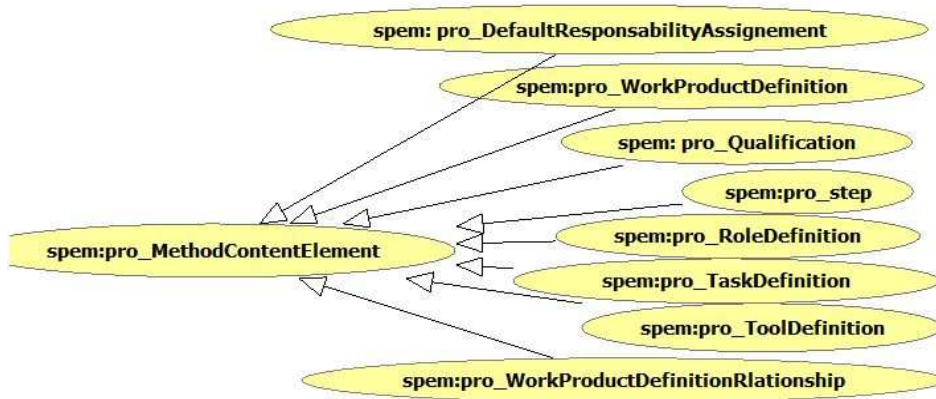 spem: pro_DefaultResponsabilityAssignement
spem:pro_WorkProductDefinition
spem: pro_Qualification
spem:pro_step
spem:pro_RoleDefinition
spem:pro_MethodContentElement
spem:pro_TaskDefinition
spem:pro_ToolDefinition
spem:pro_WorkProductDefinitionRlationship